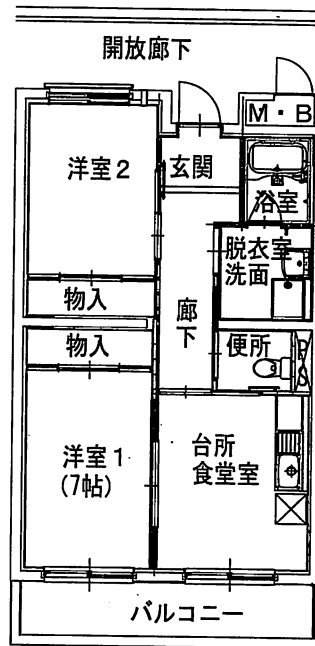 開放廊下
M・B
洋室2
玄関
浴室
脱衣室
洗面
物入
廊下
物入
便所
PS
洋室1
(7帖)
台所
食堂室
バルコニー